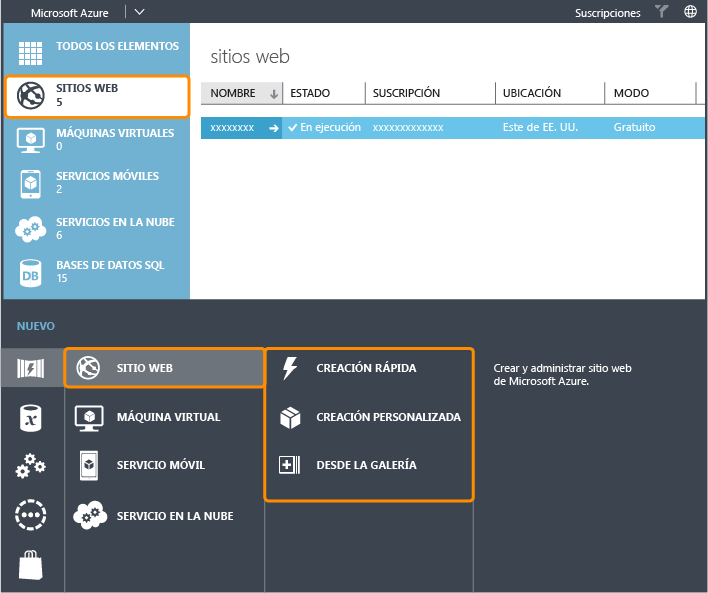 Microsoft Azure
Suscripciones
TODOS LOS ELEMENTOS
SITIOS WEB
5
MÁQUINAS VIRTUALES
0
SERVICIOS MÓVILES
2
SERVICIOS EN LA NUBE
6
BASES DE DATOS SQL
DB
15
sitios web
NOMBRE ESTADO SUSCRIPCIÓN UBICACIÓN MODO
xxxxxxxx En ejecución xxxxxxxxxxxxx Este de EE. UU. Gratuito
NUEVO
x
SITIO WEB
MÁQUINA VIRTUAL
SERVICIO MÓVIL
SERVICIO EN LA NUBE
CREACIÓN RÁPIDA
CREACIÓN PERSONALIZADA
DESDE LA GALERÍA
Crear y administrar sitio web
de Microsoft Azure.